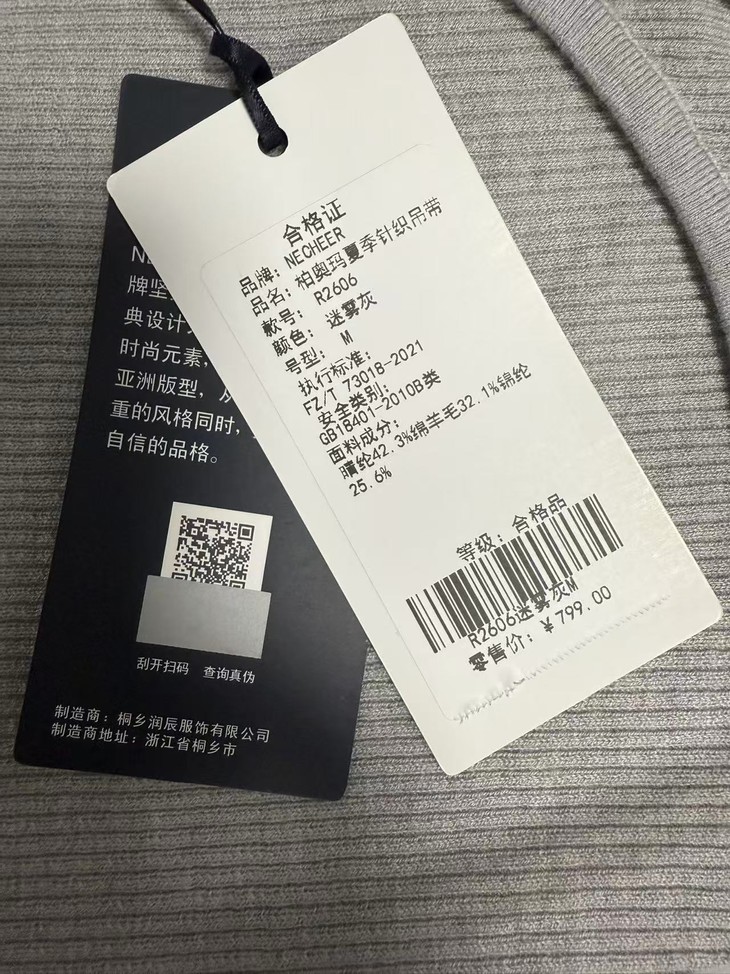 合格证
品牌: NEOHEER
品名: 柏奥玛夏季针织吊带
款号: R2606
颜色: 迷雾灰
号型: M
执行标准:
FZ/T 73018-2021
安全类别:
GB18401-2010B类
面料成分:
晴纶42.3%绵羊毛32.1%锦纶
25.6%
等级: 合格品
R2606迷雾灰M
零售价: ¥799.00
牌坚
典设计
时尚元素,
亚洲版型,
重的风格同时,
自信的品格。
刮开扫码 查询真伪
制造商: 桐乡润辰服饰有限公司
制造商地址: 浙江省桐乡市